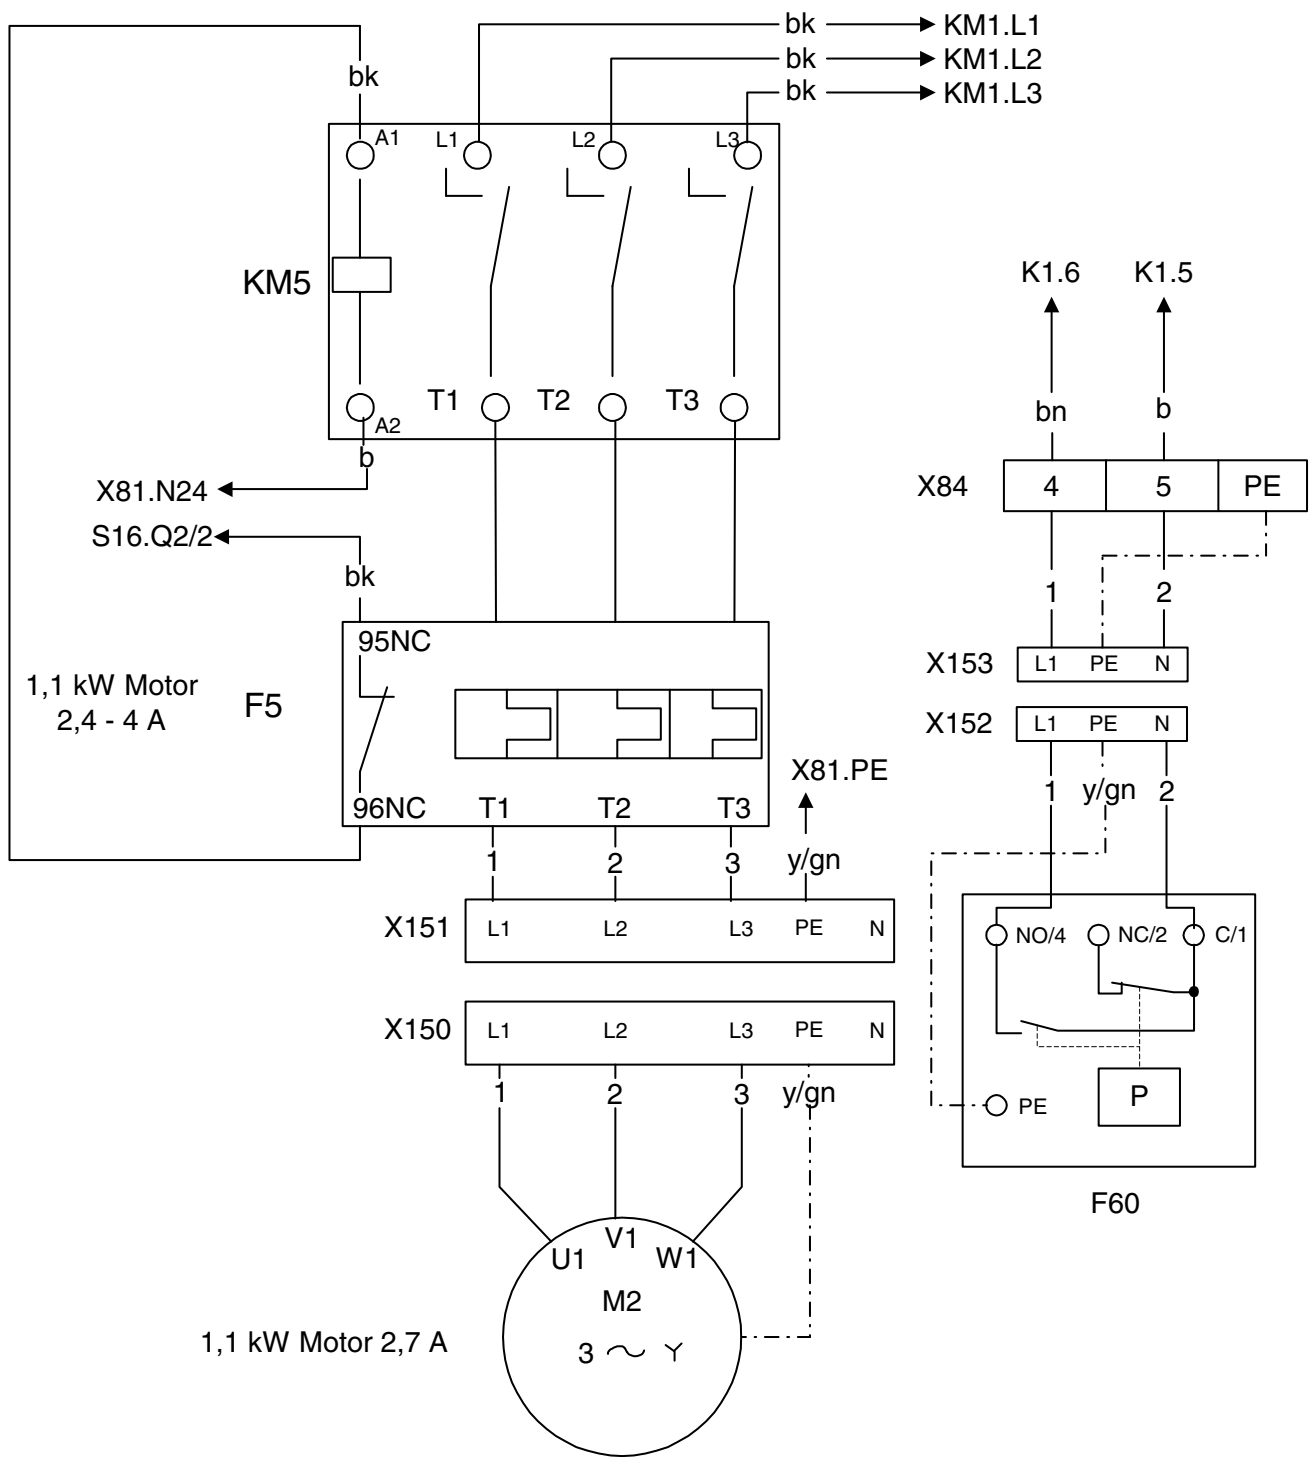 bk KM1.L1
bk KM1.L2
bk bk KM1.L3
A1 L1 L2 L3
KM5
K1.6 K1.5
T1 T2 T3
A2
bn b
b
X81.N24
X84 4 5 PE
S16.Q2/2
bk
1 2
95NC
X153 L1 PE N
1,1 kW Motor
2,4 - 4 A
F5
X152 L1 PE N
X81.PE
1 y/gn 2
96NC T1 T2 T3
1 2 3 y/gn
X151 L1 L2 L3 PE N
NO/4 NC/2 C/1
X150 L1 L2 L3 PE N
1 2 3 y/gn
PE P
F60
U1 V1 W1
M2
1,1 kW Motor 2,7 A
3 Y